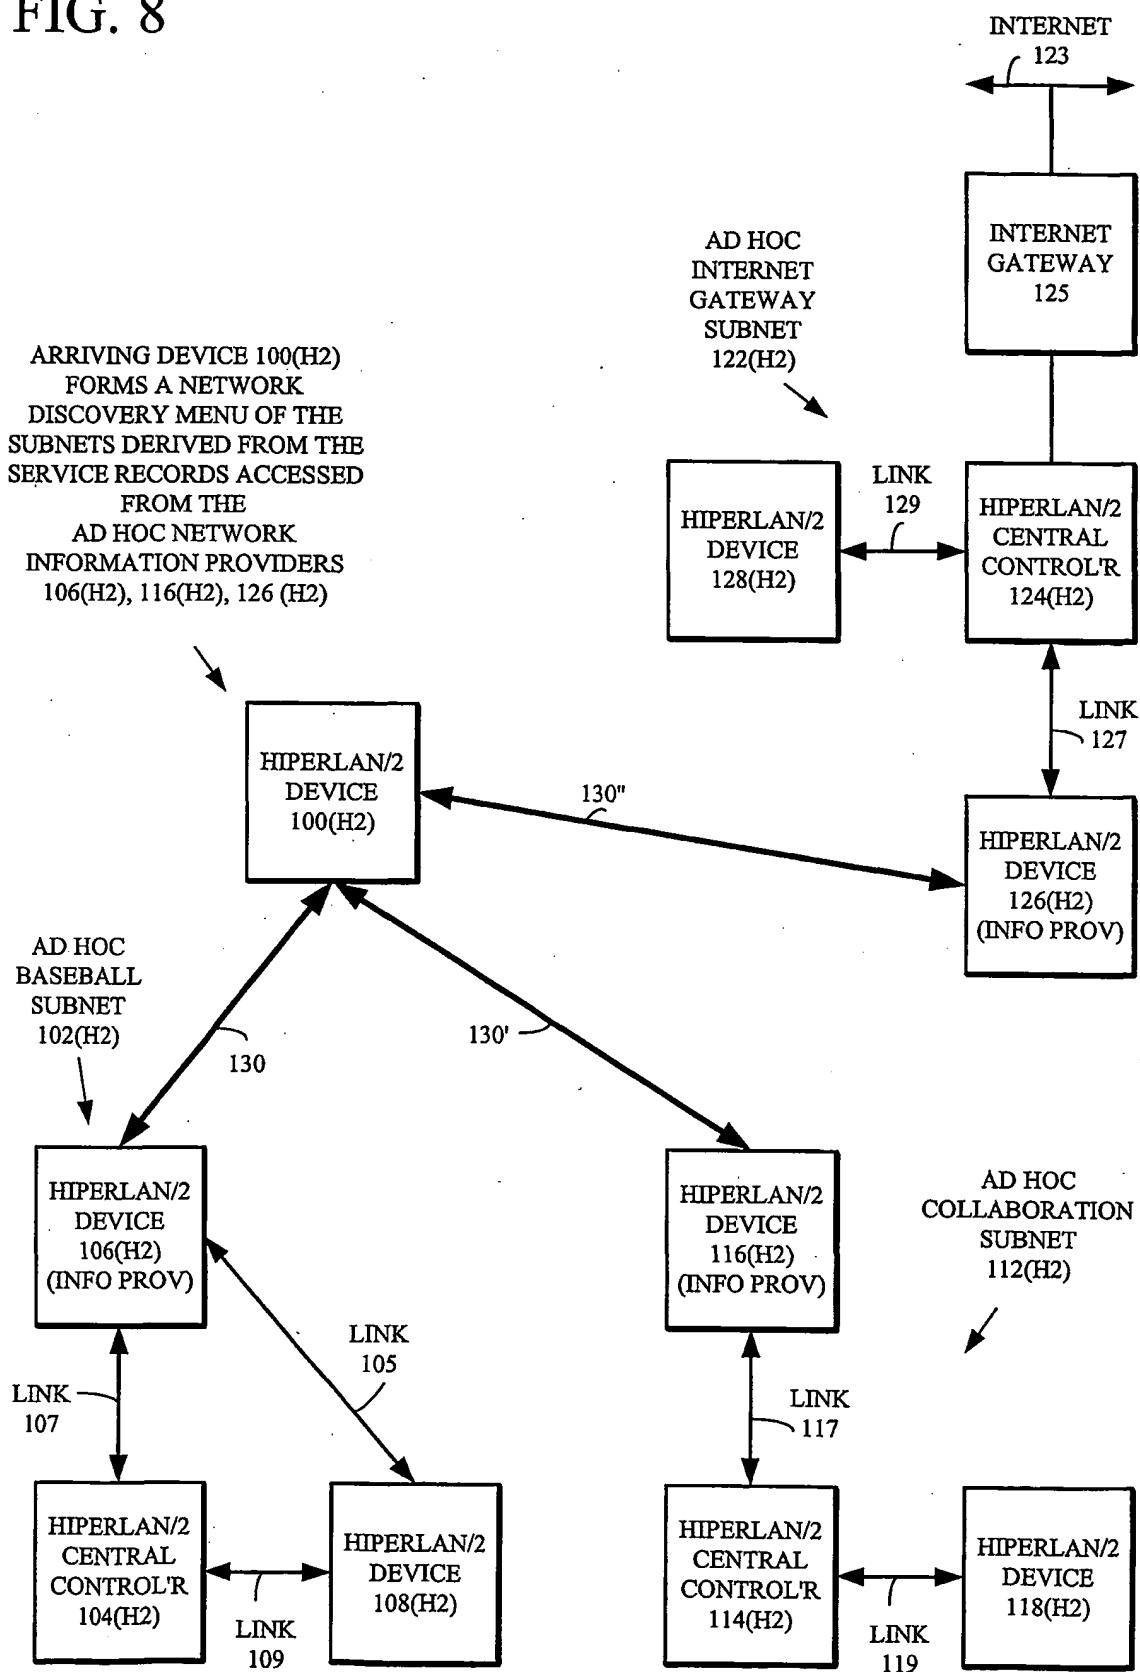 FIG. 8
INTERNET
123
INTERNET
GATEWAY
125
AD HOC
INTERNET
GATEWAY
SUBNET
122(H2)
ARRIVING DEVICE 100(H2)
FORMS A NETWORK
DISCOVERY MENU OF THE
SUBNETS DERIVED FROM THE
SERVICE RECORDS ACCESSED
FROM THE
AD HOC NETWORK
INFORMATION PROVIDERS
106(H2), 116(H2), 126 (H2)
HIPERLAN/2
DEVICE
128(H2)
LINK
129
HIPERLAN/2
CENTRAL
CONTROL'R
124(H2)
LINK
127
HIPERLAN/2
DEVICE
100(H2)
130"
HIPERLAN/2
DEVICE
126(H2)
(INFO PROV)
AD HOC
BASEBALL
SUBNET
102(H2)
130
130'
HIPERLAN/2
DEVICE
106(H2)
(INFO PROV)
HIPERLAN/2
DEVICE
116(H2)
(INFO PROV)
AD HOC
COLLABORATION
SUBNET
112(H2)
LINK
105
LINK
107
LINK
117
HIPERLAN/2
CENTRAL
CONTROL'R
104(H2)
LINK
109
HIPERLAN/2
DEVICE
108(H2)
HIPERLAN/2
CENTRAL
CONTROL'R
114(H2)
LINK
119
HIPERLAN/2
DEVICE
118(H2)